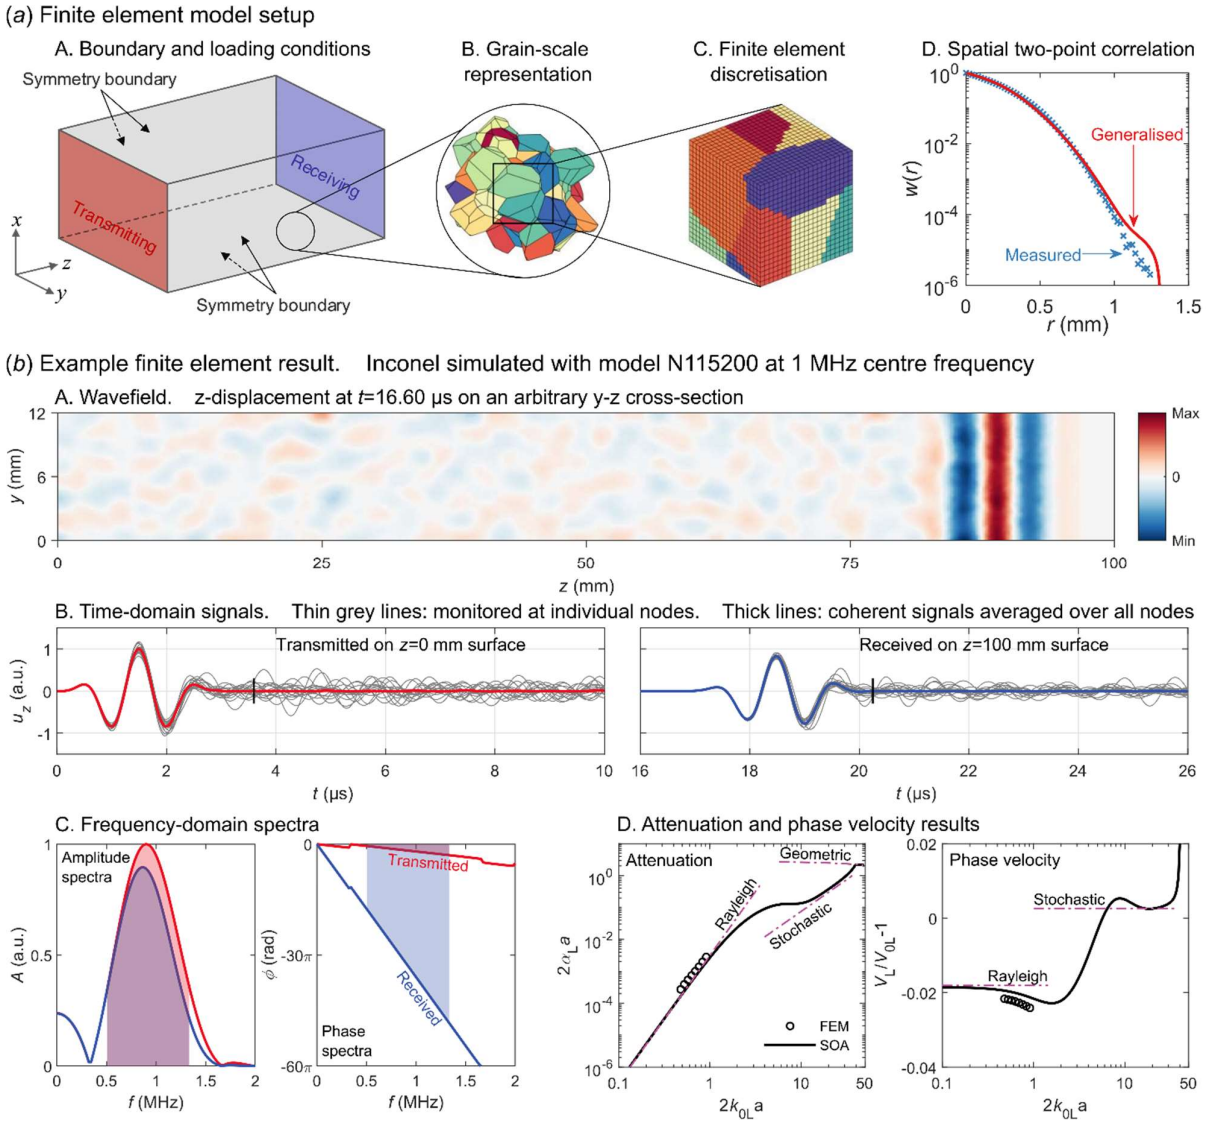 (a) Finite element model setup
A. Boundary and loading conditions
Symmetry boundary
Transmitting
Receiving
x
z
y
Symmetry boundary
B. Grain-scale
representation
C. Finite element
discretisation
D. Spatial two-point correlation
10⁰
10⁻²
10⁻⁴
10⁻⁶
w(r)
Generalised
Measured
0 0.5 1 1.5
r (mm)
(b) Example finite element result. Inconel simulated with model N115200 at 1 MHz centre frequency
A. Wavefield. z-displacement at t=16.60 µs on an arbitrary y-z cross-section
12
6
0
y (mm)
0 25 50 75 100
z (mm)
Max
0
Min
B. Time-domain signals. Thin grey lines: monitored at individual nodes. Thick lines: coherent signals averaged over all nodes
Transmitted on z=0 mm surface
1
0
-1
u_z (a.u.)
0 2 4 6 8 10
t (µs)
Received on z=100 mm surface
16 18 20 22 24 26
t (µs)
C. Frequency-domain spectra
Amplitude
spectra
1
0.5
0
A (a.u.)
0 0.5 1 1.5 2
f (MHz)
0
-30π
-60π
ϕ (rad)
Transmitted
Received
Phase
spectra
0 0.5 1 1.5 2
f (MHz)
D. Attenuation and phase velocity results
Attenuation
Geometric
Rayleigh
Stochastic
10⁰
10⁻²
10⁻⁴
10⁻⁶
2α_L a
FEM
SOA
0.1 1 10 50
2k_0L a
Phase velocity
Stochastic
Rayleigh
0.02
0
-0.02
-0.04
V_L/V_0L-1
0.1 1 10 50
2k_0L a